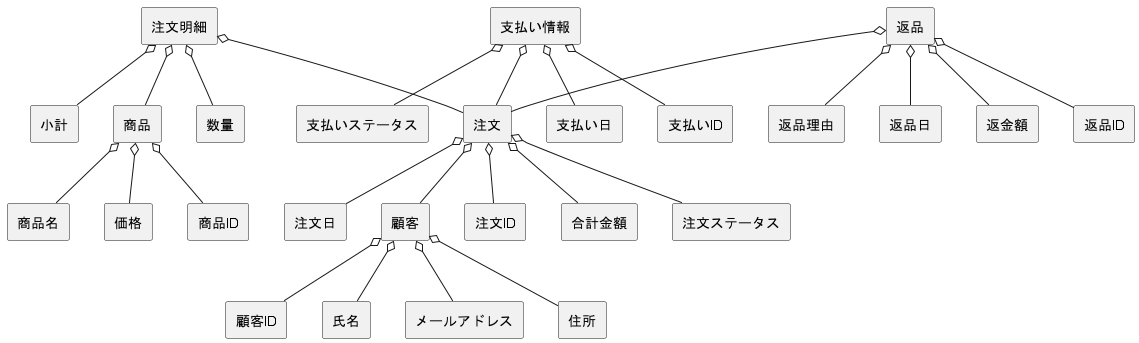 注文明細
支払い情報
返品
小計
商品
数量
支払いステータス
注文
支払い日
支払いID
返品理由
返品日
返金額
返品ID
商品名
価格
商品ID
注文日
顧客
注文ID
合計金額
注文ステータス
顧客ID
氏名
メールアドレス
住所